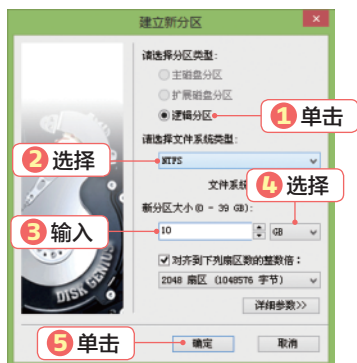 建立新分区
请选择分区类型:
主磁盘分区
扩展磁盘分区
逻辑分区
1 单击
请选择文件系统类型:
2 选择
NTFS
文件系统
4 选择
新分区大小(0 - 39 GB):
3 输入
10
GB
对齐到下列扇区数的整数倍:
2048 扇区 (1048576 字节)
详细参数>>
DISK GENIUS
5 单击
确定
取消